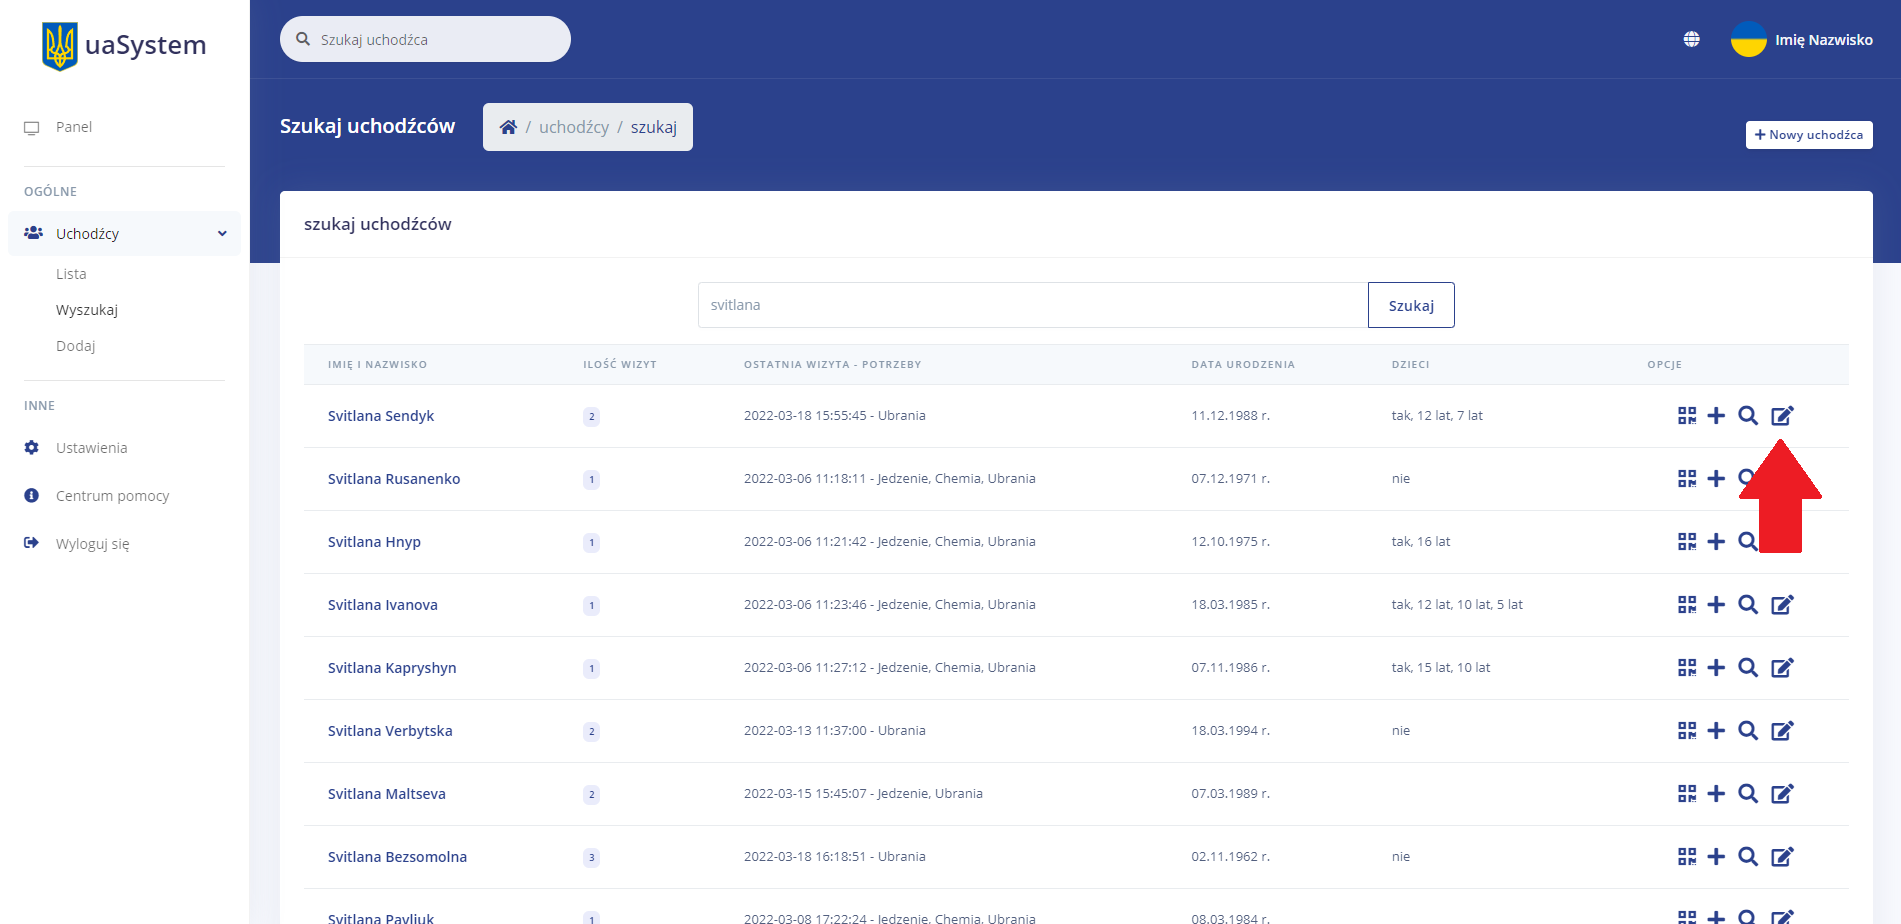 uaSystem
Szukaj uchodźca
Imię Nazwisko
Panel
Szukaj uchodźców
/ uchodźcy / szukaj
Nowy uchodźca
OGÓLNE
Uchodźcy
Lista
Wyszukaj
Dodaj
INNE
Ustawienia
Centrum pomocy
Wyloguj się
szukaj uchodźców
svitlana Szukaj
IMIĘ I NAZWISKO ILOŚĆ WIZYT OSTATNIA WIZYTA - POTRZEBY DATA URODZENIA DZIECI OPCJE
Svitlana Sendyk 2 2022-03-18 15:55:45 - Ubrania 11.12.1988 r. tak, 12 lat, 7 lat
Svitlana Rusanenko 1 2022-03-06 11:18:11 - Jedzenie, Chemia, Ubrania 07.12.1971 r. nie
Svitlana Hnyp 1 2022-03-06 11:21:42 - Jedzenie, Chemia, Ubrania 12.10.1975 r. tak, 16 lat
Svitlana Ivanova 1 2022-03-06 11:23:46 - Jedzenie, Chemia, Ubrania 18.03.1985 r. tak, 12 lat, 10 lat, 5 lat
Svitlana Kapryshyn 1 2022-03-06 11:27:12 - Jedzenie, Chemia, Ubrania 07.11.1986 r. tak, 15 lat, 10 lat
Svitlana Verbytska 2 2022-03-13 11:37:00 - Ubrania 18.03.1994 r. nie
Svitlana Maltseva 2 2022-03-15 15:45:07 - Jedzenie, Ubrania 07.03.1989 r.
Svitlana Bezsomolna 3 2022-03-18 16:18:51 - Ubrania 02.11.1962 r. nie
Svitlana Pavliuk 1 2022-03-08 17:22:24 - Jedzenie, Chemia, Ubrania 08.03.1984 r.